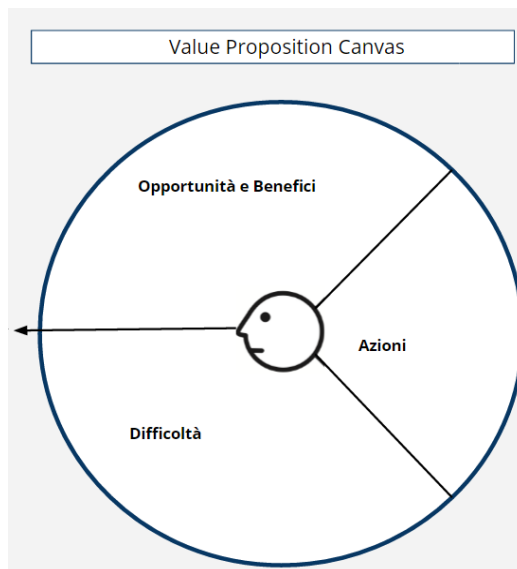 Value Proposition Canvas
Opportunità e Benefici
Azioni
Difficoltà